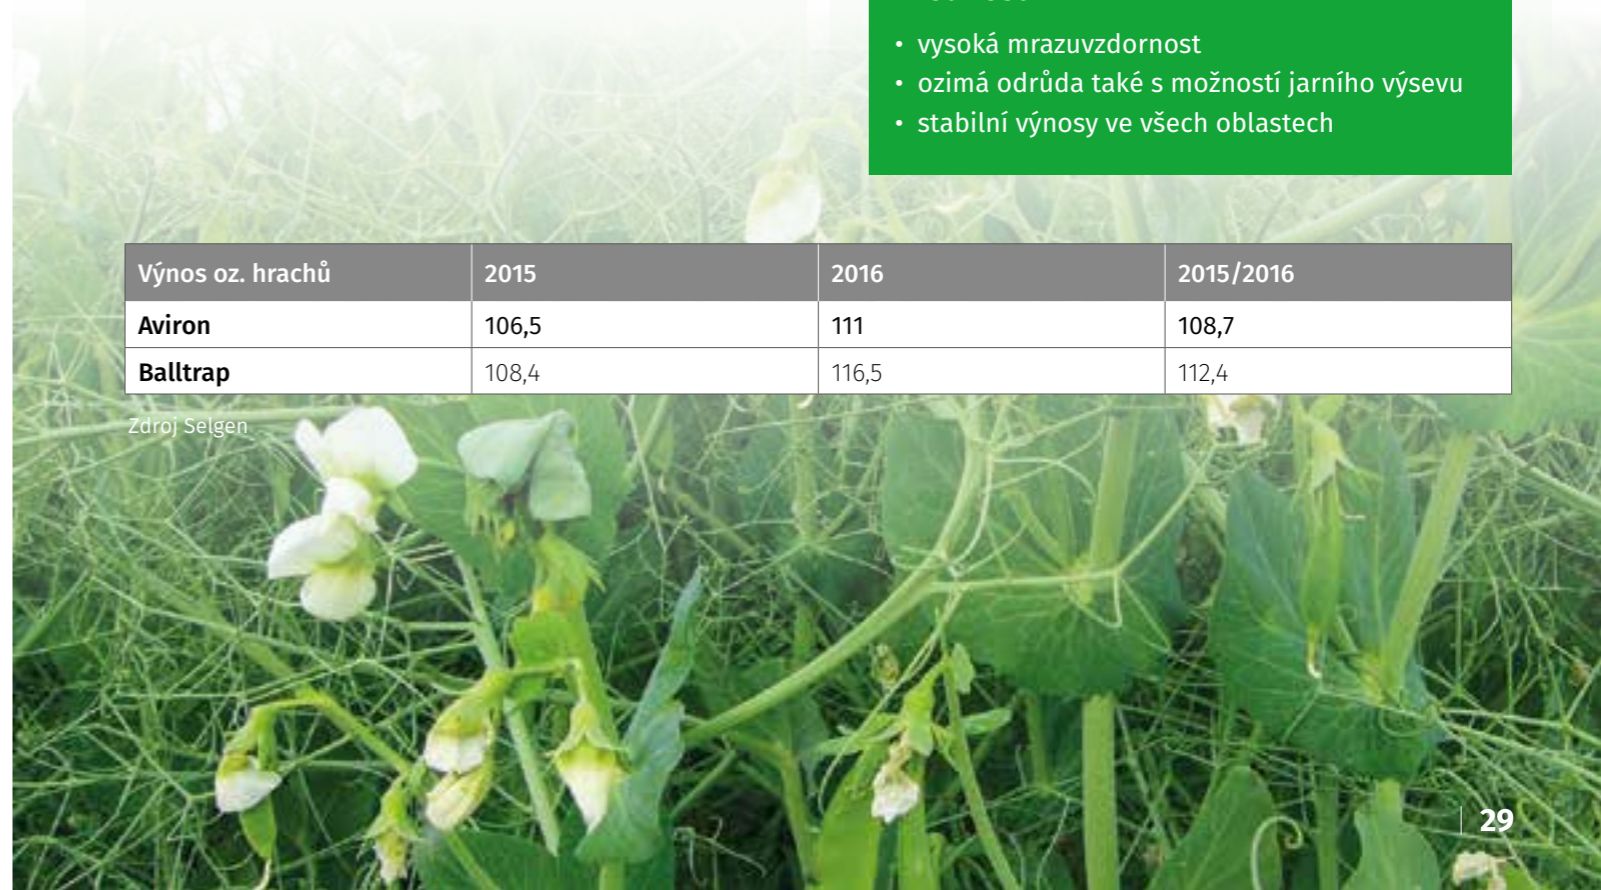 • vysoká mrazuvzdornost
• ozimá odrůda také s možností jarního výsevu
• stabilní výnosy ve všech oblastech
Výnos oz. hrachů 2015 2016 2015/2016
Aviron 106,5 111 108,7
Balltrap 108,4 116,5 112,4
Zdroj Selgen
29